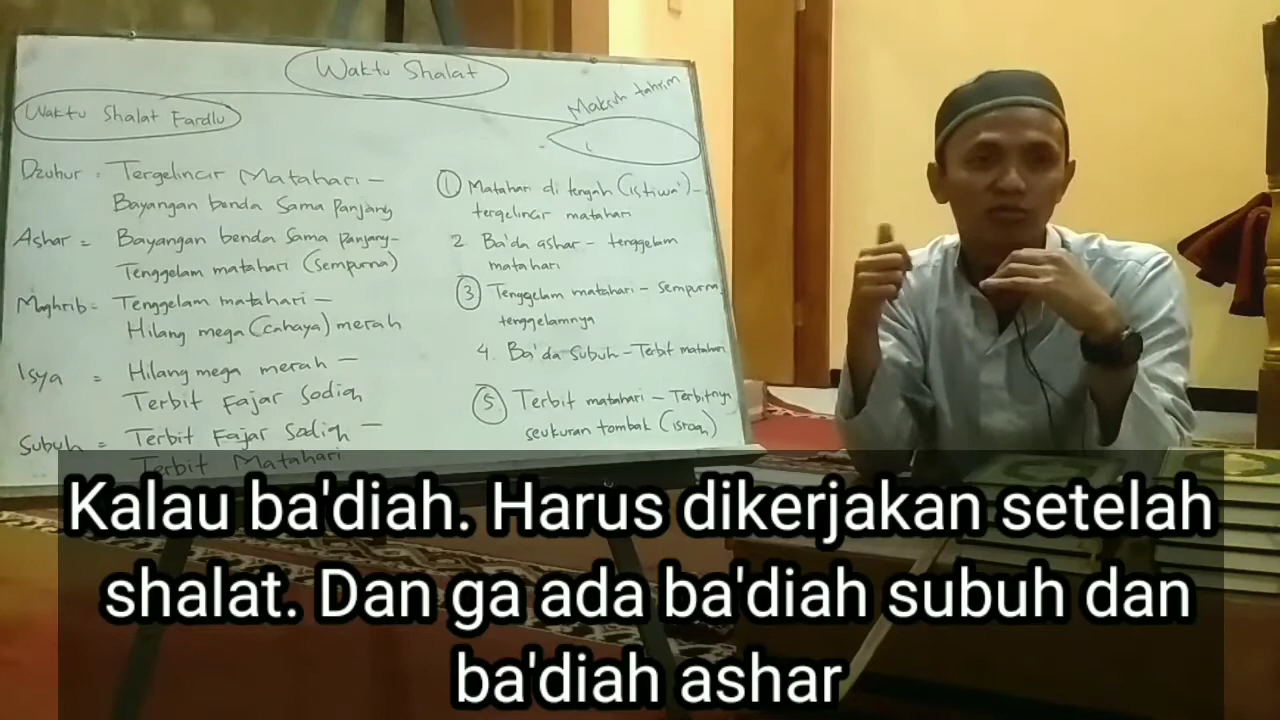 Waktu Shalat
Waktu Shalat Fardlu
Dzuhur = Tergelincir Matahari -
Bayangan benda Sama Panjang
Ashar = Bayangan benda Sama Panjang-
Tenggelam matahari (sempurna)
Maghrib = Tenggelam matahari -
Hilang mega (cahaya) merah
Isya = Hilang mega merah -
Terbit Fajar Sodiq
Subuh = Terbit Fajar Sodiq -
Terbit Matahari
Makruh tahrim
① Matahari di tengah (istiwa') -
tergelincir matahari
2. Ba'da ashar - tenggelam
matahari
③ Tenggelam matahari - Sempurna
tenggelamnya
4. Ba'da Subuh - Terbit matahari
⑤ Terbit matahari - Terbitnya
seukuran tombak (isroq)
Kalau ba'diah. Harus dikerjakan setelah
shalat. Dan ga ada ba'diah subuh dan
ba'diah ashar